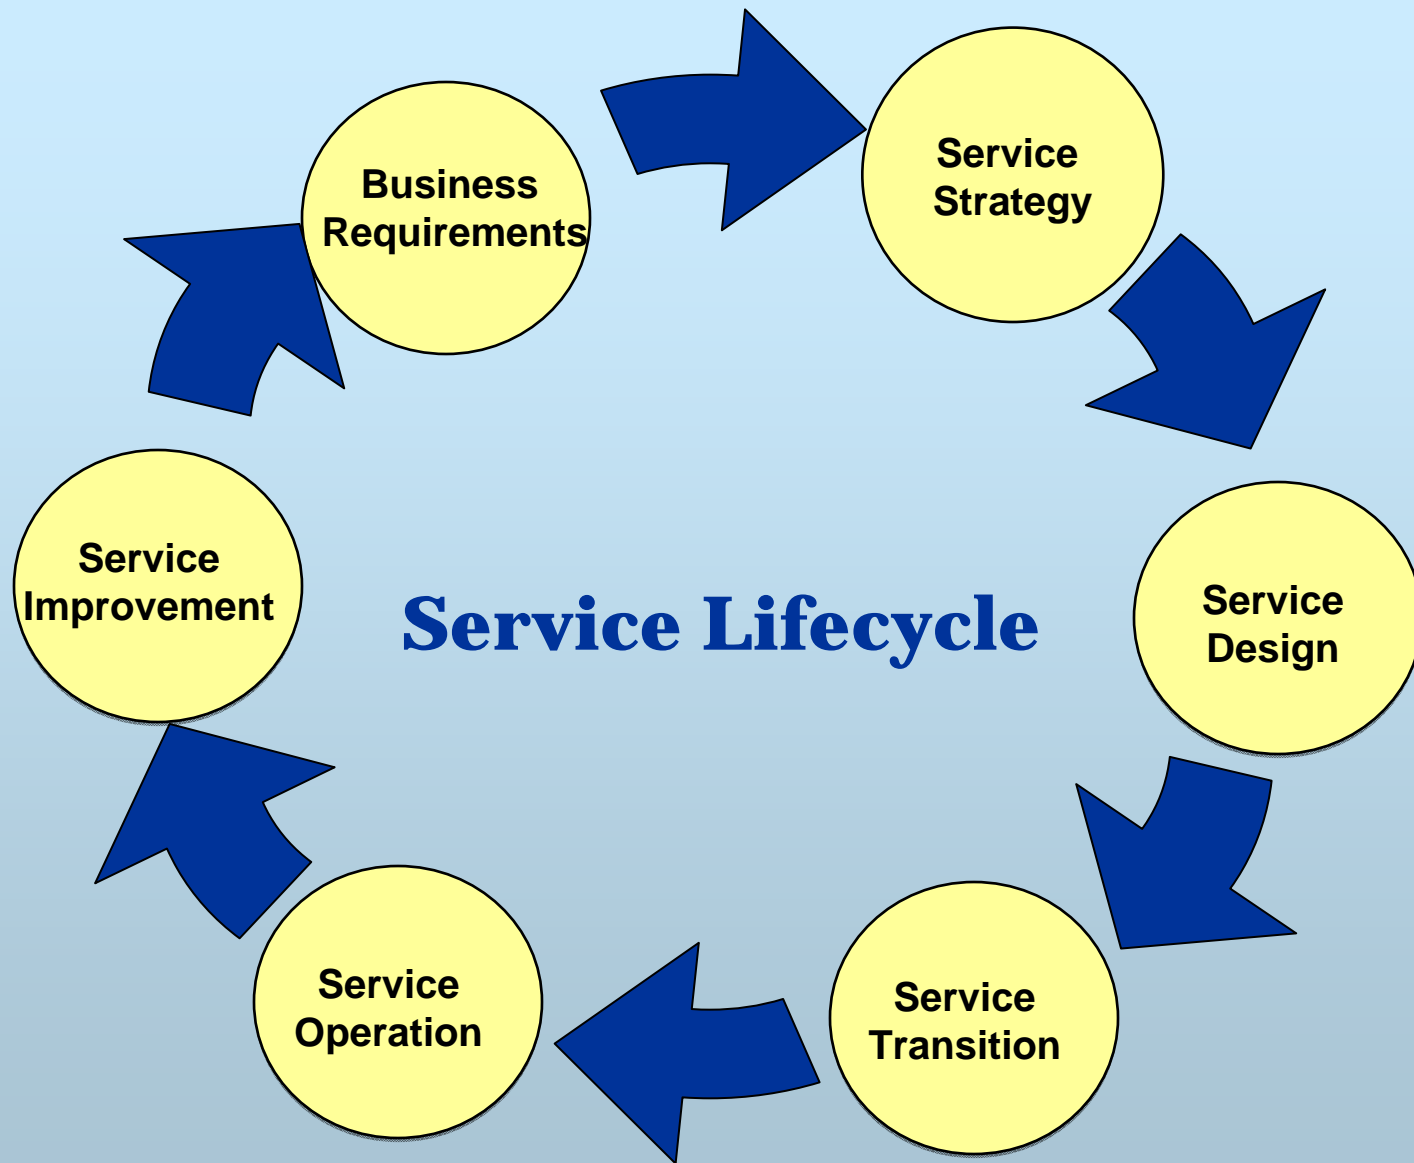 Business
Requirements
Service
Strategy
Service
Design
Service
Transition
Service
Operation
Service
Improvement
Service Lifecycle